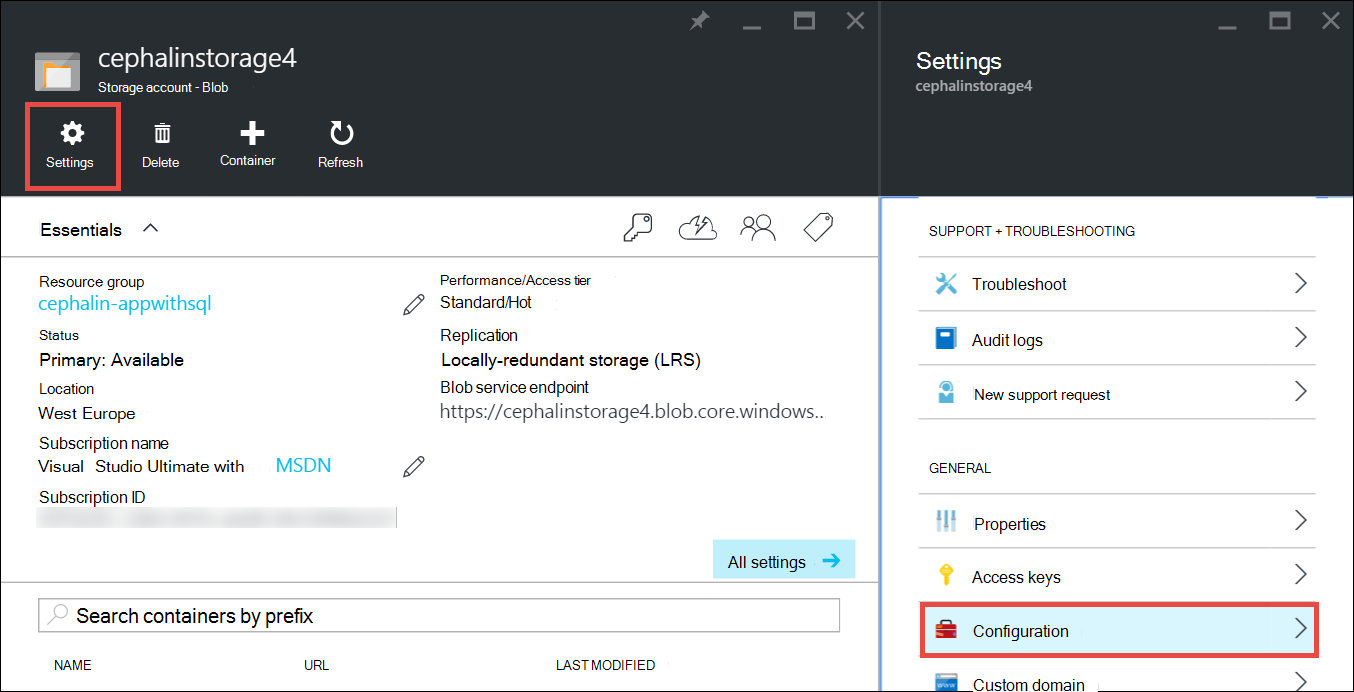 cephalinstorage4
Storage account - Blob
Settings
Delete
Container
Refresh
Essentials
Resource group
cephalin-appwithsql
Status
Primary: Available
Location
West Europe
Subscription name
Visual Studio Ultimate with MSDN
Subscription ID
Performance/Access tier
Standard/Hot
Replication
Locally-redundant storage (LRS)
Blob service endpoint
https://cephalinstorage4.blob.core.windows..
All settings
Search containers by prefix
NAME URL LAST MODIFIED
Settings
cephalinstorage4
SUPPORT + TROUBLESHOOTING
Troubleshoot
Audit logs
New support request
GENERAL
Properties
Access keys
Configuration
Custom domain